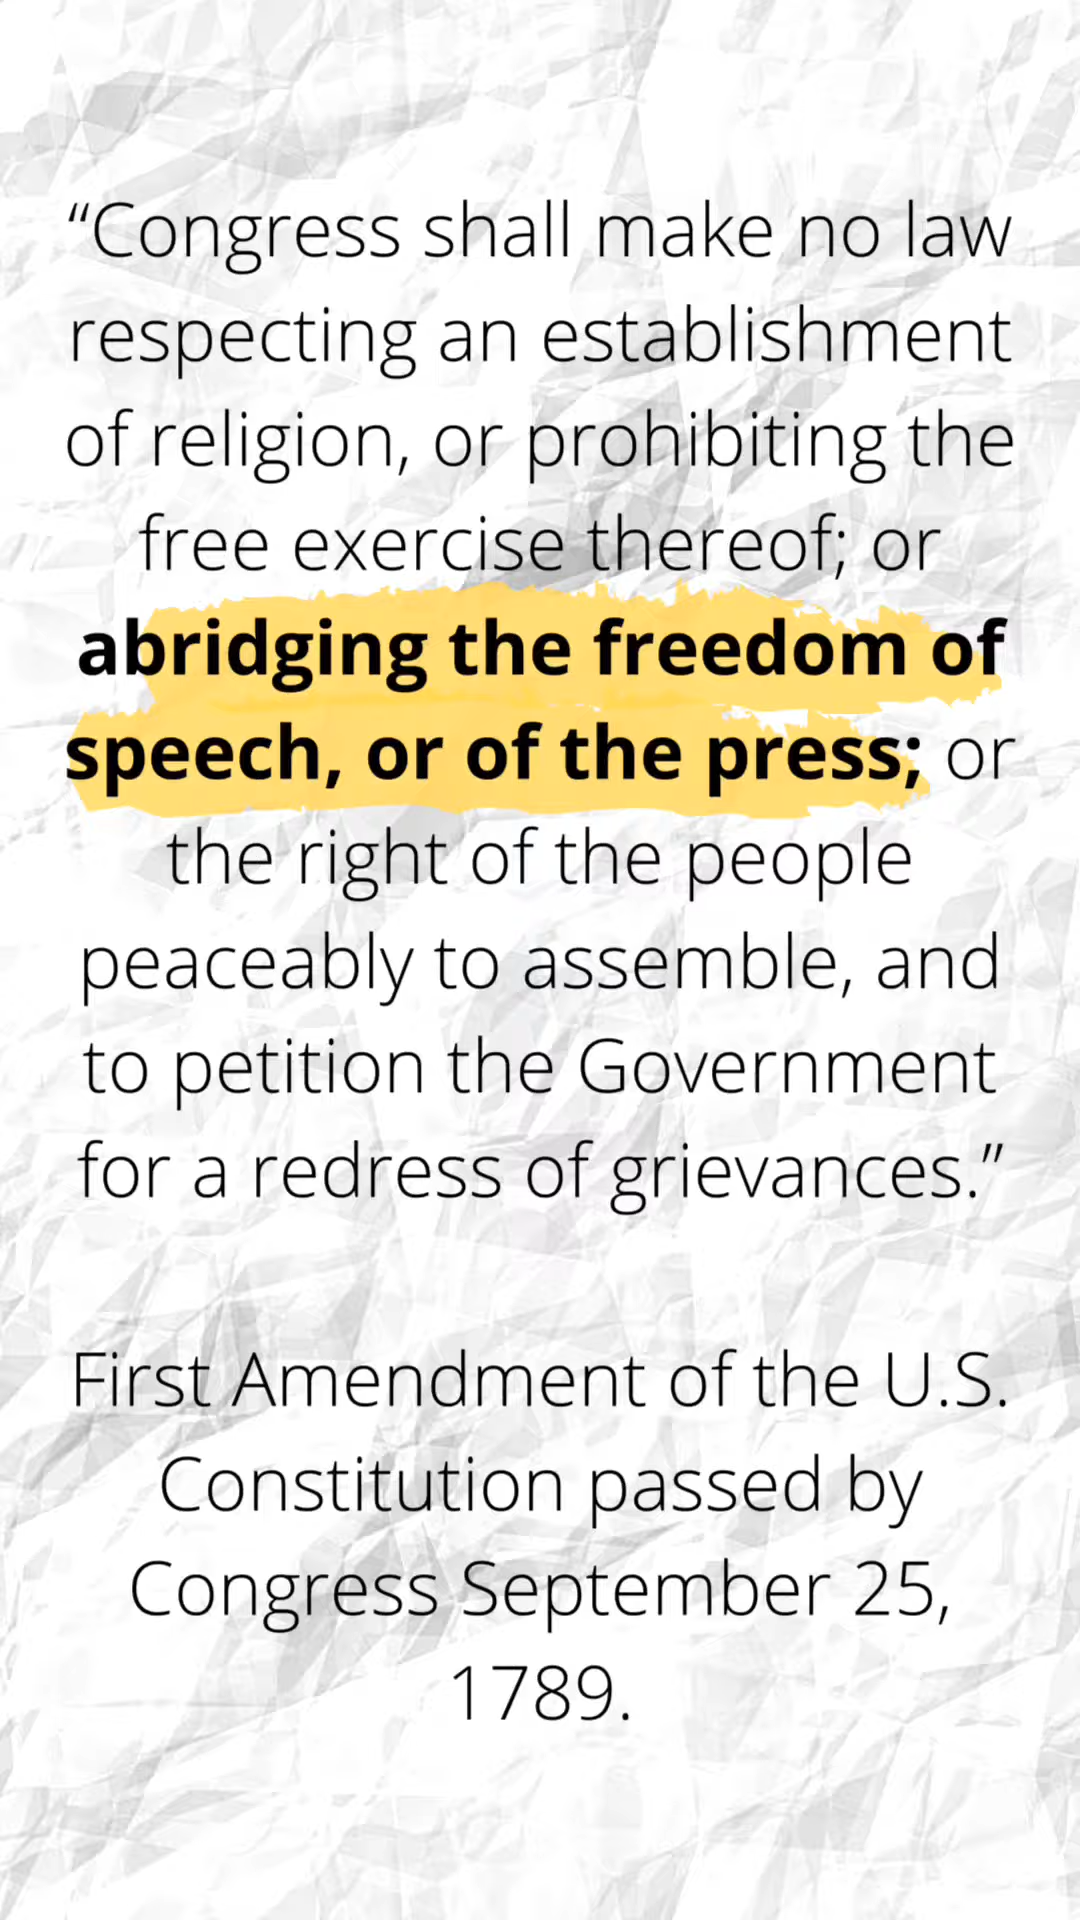 “Congress shall make no law
respecting an establishment
of religion, or prohibiting the
free exercise thereof; or
abridging the freedom of
speech, or of the press; or
the right of the people
peaceably to assemble, and
to petition the Government
for a redress of grievances.”
First Amendment of the U.S.
Constitution passed by
Congress September 25,
1789.